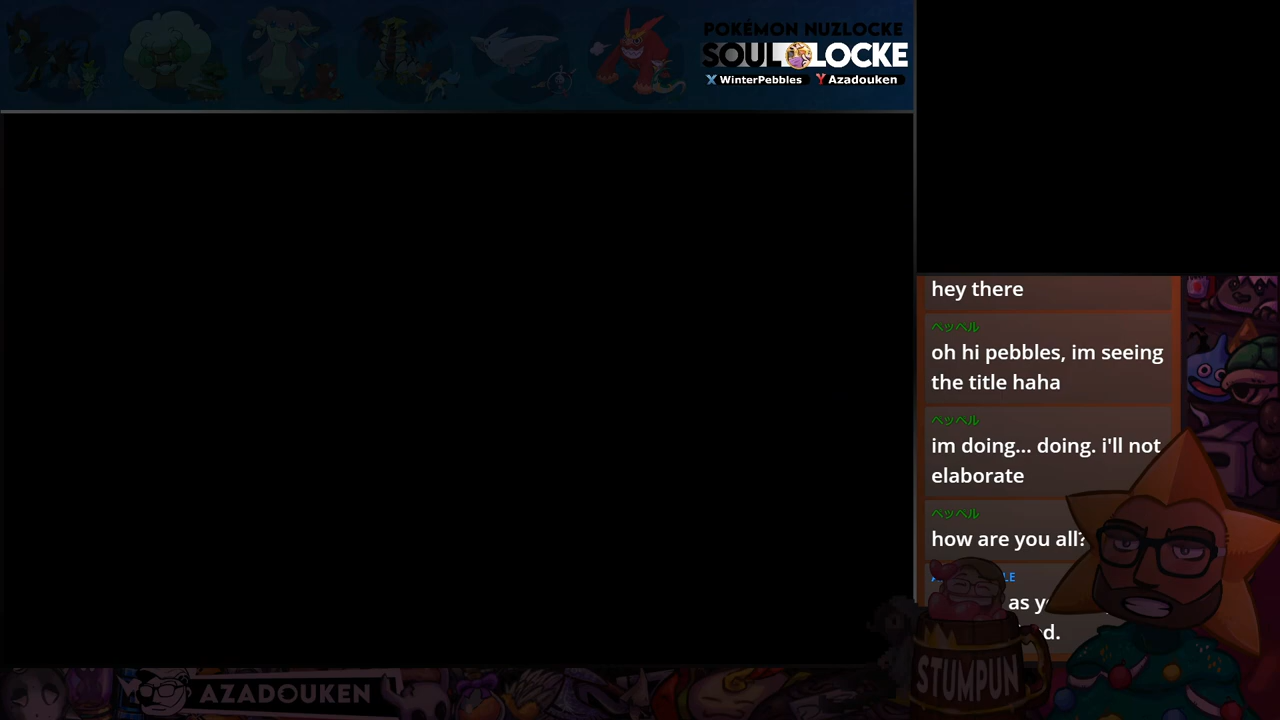 POKÉMON NUZLOCKE
SOUL LOCKE
WinterPebbles Azadouken
hey there
ペッペル
oh hi pebbles, im seeing
the title haha
ペッペル
im doing... doing. i'll not
elaborate
ペッペル
how are you all?
as
STUMPUN
AZADOUKEN